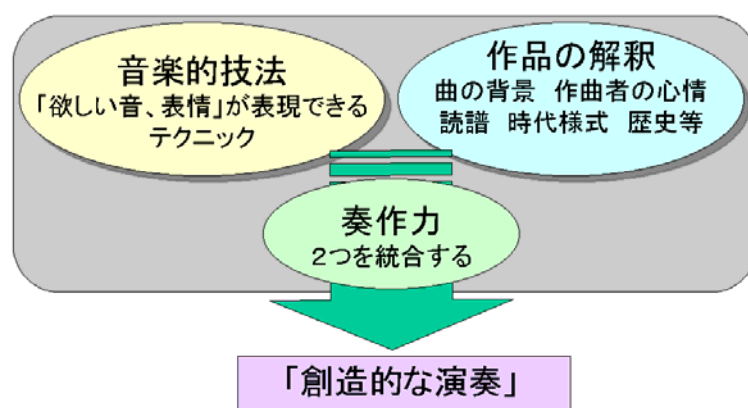 音楽的技法
「欲しい音、表情」が表現できる
テクニック
作品の解釈
曲の背景 作曲者の心情
読譜 時代様式 歴史等
奏作力
2つを統合する
「創造的な演奏」